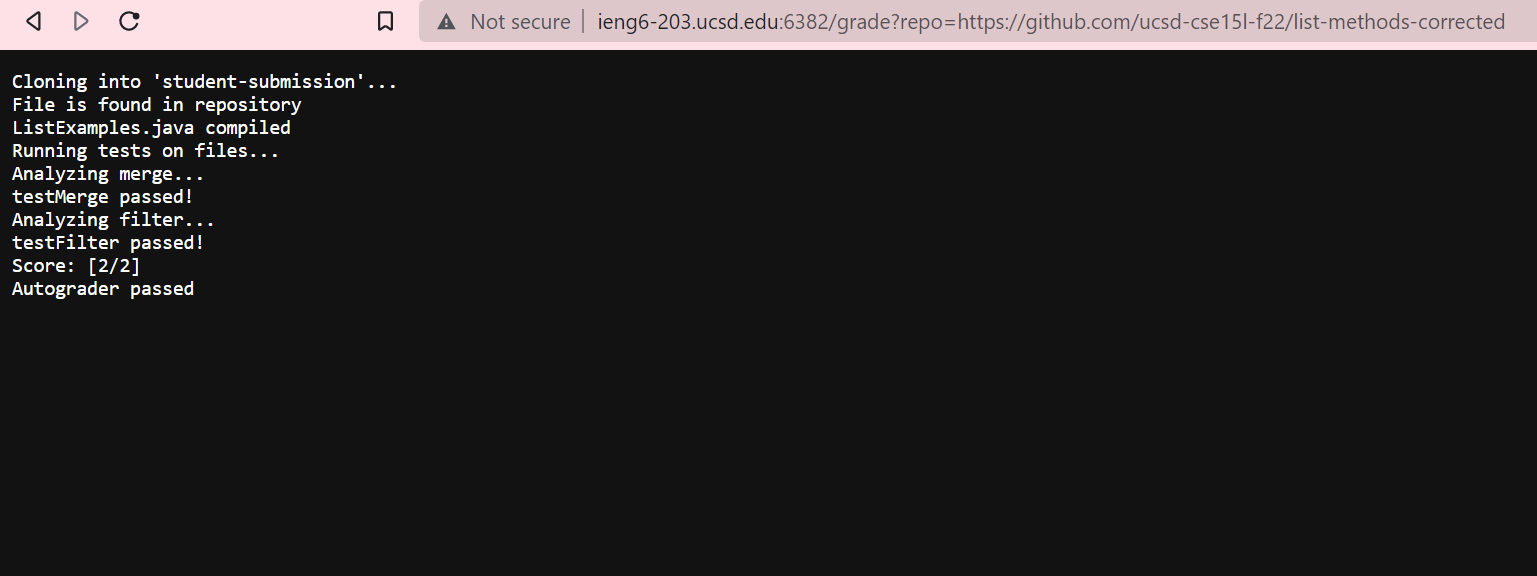 Not secure ieng6-203.ucsd.edu:6382/grade?repo=https://github.com/ucsd-cse15l-f22/list-methods-corrected
Cloning into 'student-submission'...
File is found in repository
ListExamples.java compiled
Running tests on files...
Analyzing merge...
testMerge passed!
Analyzing filter...
testFilter passed!
Score: [2/2]
Autograder passed